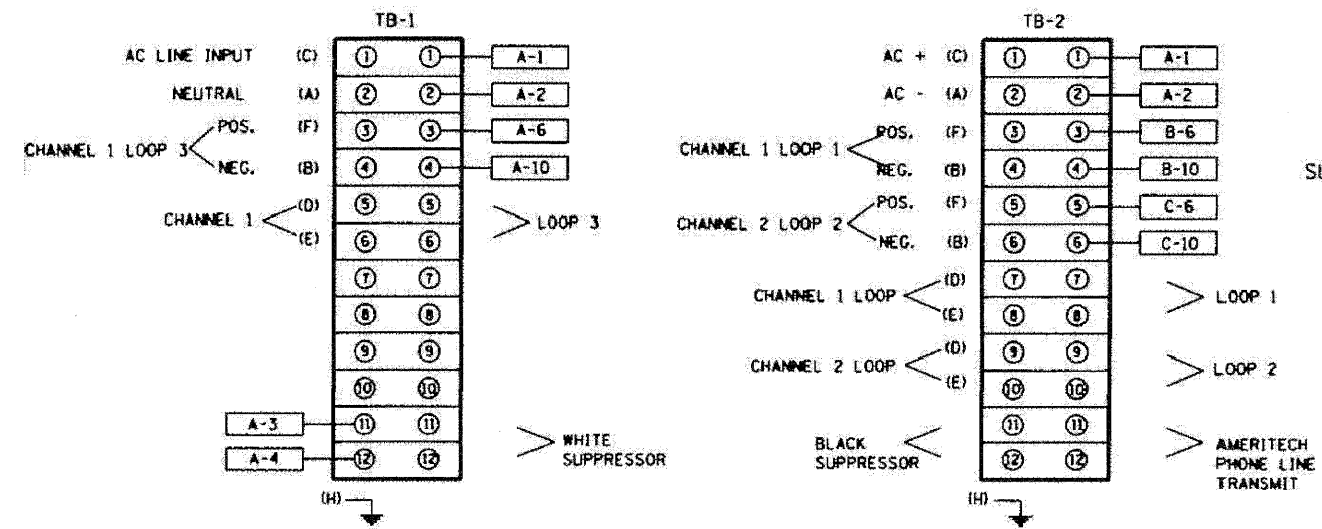 TB-1
AC LINE INPUT (C) 1 1 A-1
NEUTRAL (A) 2 2 A-2
CHANNEL 1 LOOP 3
POS. (F) 3 3 A-6
NEG. (B) 4 4 A-10
CHANNEL 1
(D) 5 5
(E) 6 6
LOOP 3
7 7
8 8
9 9
10 10
A-3 11 11
A-4 12 12
WHITE
SUPPRESSOR
(H)
TB-2
AC + (C) 1 1 A-1
AC - (A) 2 2 A-2
CHANNEL 1 LOOP 1
POS. (F) 3 3 B-6
NEG. (B) 4 4 B-10
CHANNEL 2 LOOP 2
POS. (F) 5 5 C-6
NEG. (B) 6 6 C-10
CHANNEL 1 LOOP
(D) 7 7
(E) 8 8
LOOP 1
CHANNEL 2 LOOP
(D) 9 9
(E) 10 10
LOOP 2
BLACK
SUPPRESSOR
11 11
12 12
AMERITECH
PHONE LINE
TRANSMIT
(H)